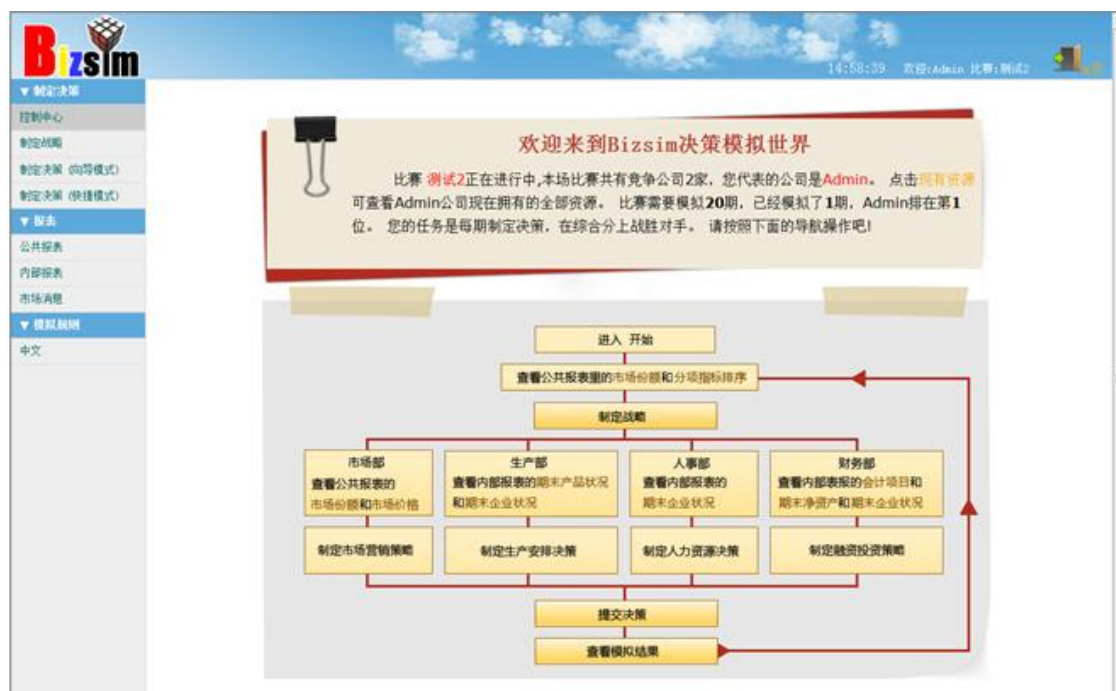 Bizsim
14:58:39 欢迎:Admin 比赛:测试2
▼ 制定决策
控制中心
制定战略
制定决策 (向导模式)
制定决策 (快捷模式)
▼ 报表
公共报表
内部报表
市场消息
▼ 模拟规则
中文
欢迎来到Bizsim决策模拟世界
比赛 测试2正在进行中,本场比赛共有竞争公司2家，您代表的公司是Admin。 点击现有资源
可查看Admin公司现在拥有的全部资源。 比赛需要模拟20期，已经模拟了1期，Admin排在第1
位。 您的任务是每期制定决策，在综合分上战胜对手。 请按照下面的导航操作吧!
进入 开始
查看公共报表里的市场份额和分项指标排序
制定战略
市场部
查看公共报表的
市场份额和市场价格
生产部
查看内部报表的期末产品状况
和期末企业状况
人事部
查看内部报表的
期末企业状况
财务部
查看内部表报的会计项目和
期末净资产和期末企业状况
制定市场营销策略
制定生产安排决策
制定人力资源决策
制定融资投资策略
提交决策
查看模拟结果